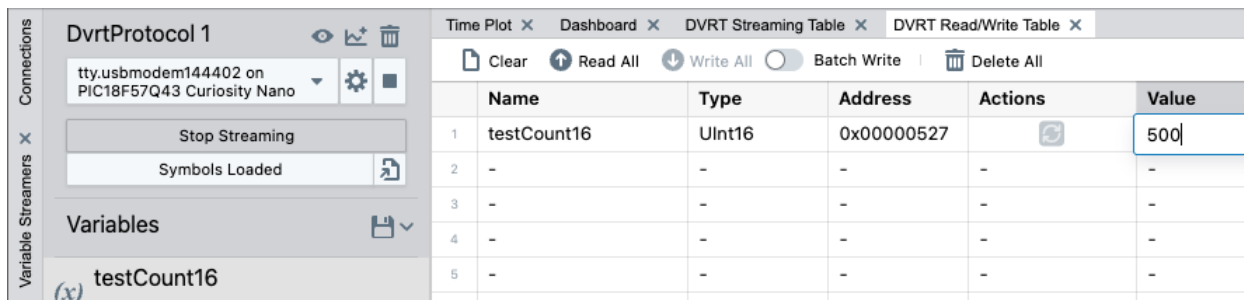 Connections
Variable Streamers
DvrtProtocol 1
tty.usbmodem144402 on
PIC18F57Q43 Curiosity Nano
Stop Streaming
Symbols Loaded
Variables
(x) testCount16
Time Plot Dashboard DVRT Streaming Table DVRT Read/Write Table
Clear Read All Write All Batch Write Delete All
Name Type Address Actions Value
1 testCount16 UInt16 0x00000527 500
2 - - - - -
3 - - - - -
4 - - - - -
5 - - - - -